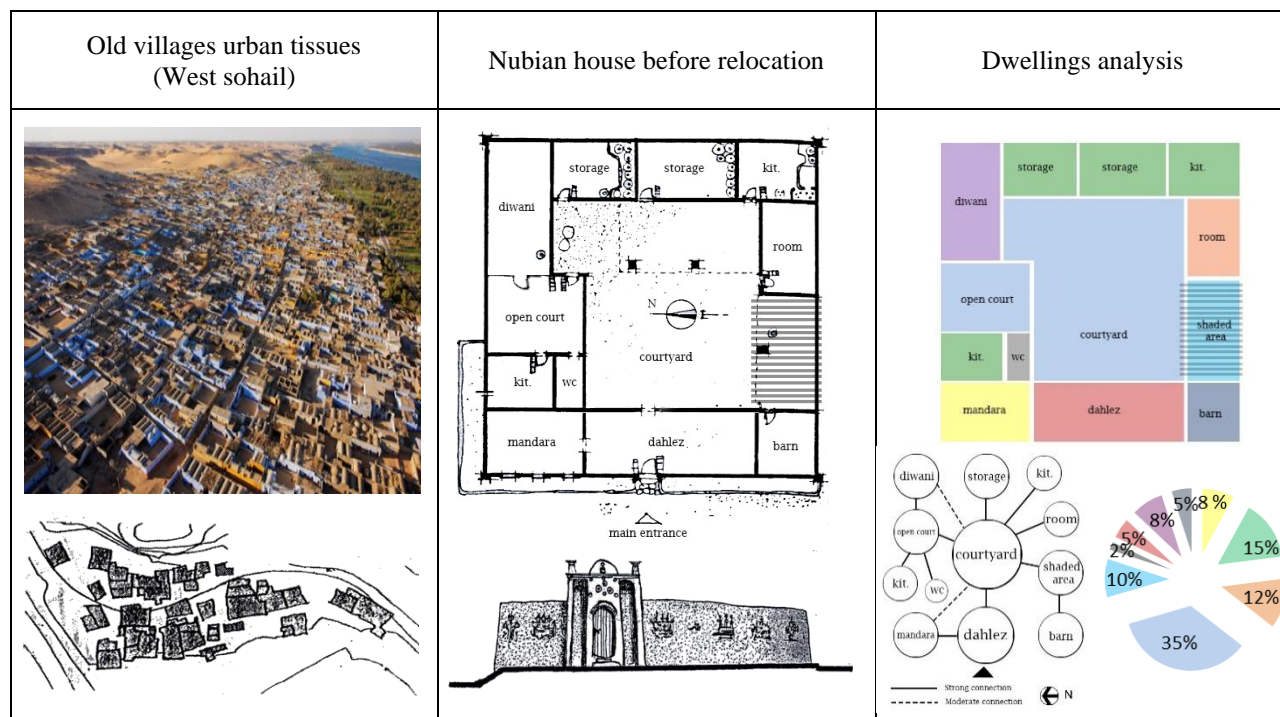 Old villages urban tissues
(West sohail)
Nubian house before relocation
Dwellings analysis
storage
storage
kit.
diwani
room
N
open court
courtyard
kit.
wc
mandara
dahlez
barn
main entrance
storage
storage
kit.
diwani
room
open court
courtyard
shaded
area
kit.
wc
mandara
dahlez
barn
diwani
storage
kit.
room
open court
courtyard
shaded
area
kit.
wc
mandara
dahlez
barn
Strong connection
Moderate connection
N
5%
8 %
8%
15%
5%
2%
10%
12%
35%